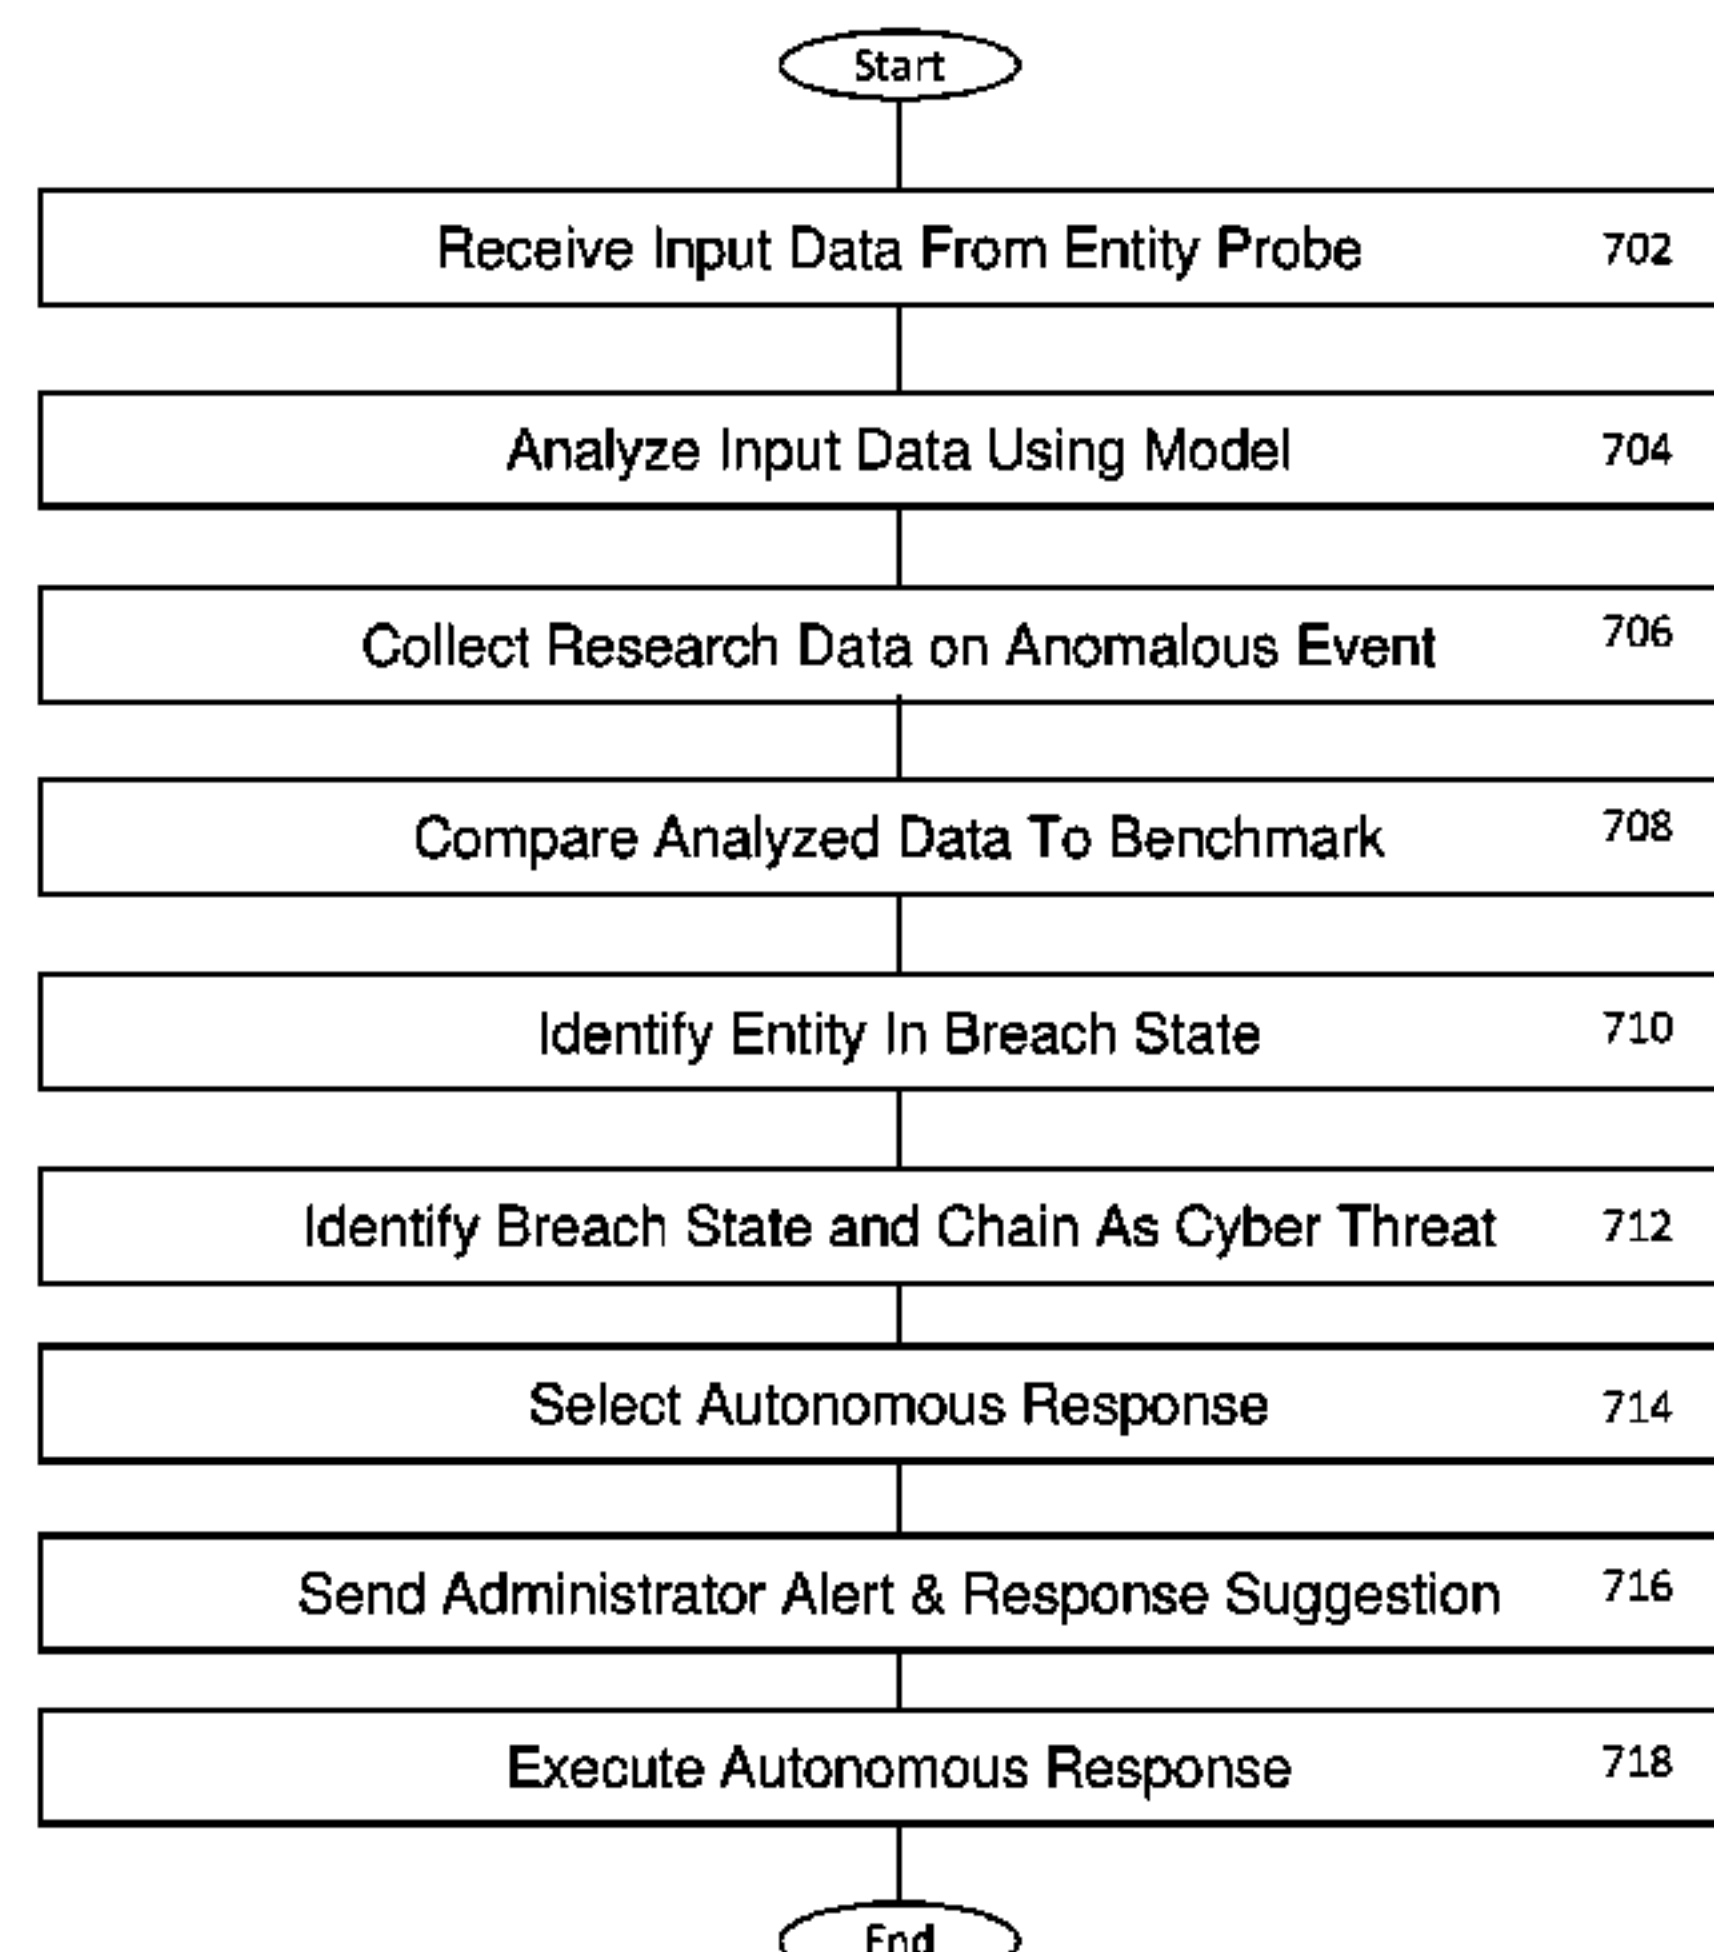 Start
Receive Input Data From Entity Probe 702
Analyze Input Data Using Model 704
Collect Research Data on Anomalous Event 706
Compare Analyzed Data To Benchmark 708
Identify Entity In Breach State 710
Identify Breach State and Chain As Cyber Threat 712
Select Autonomous Response 714
Send Administrator Alert & Response Suggestion 716
Execute Autonomous Response 718
End